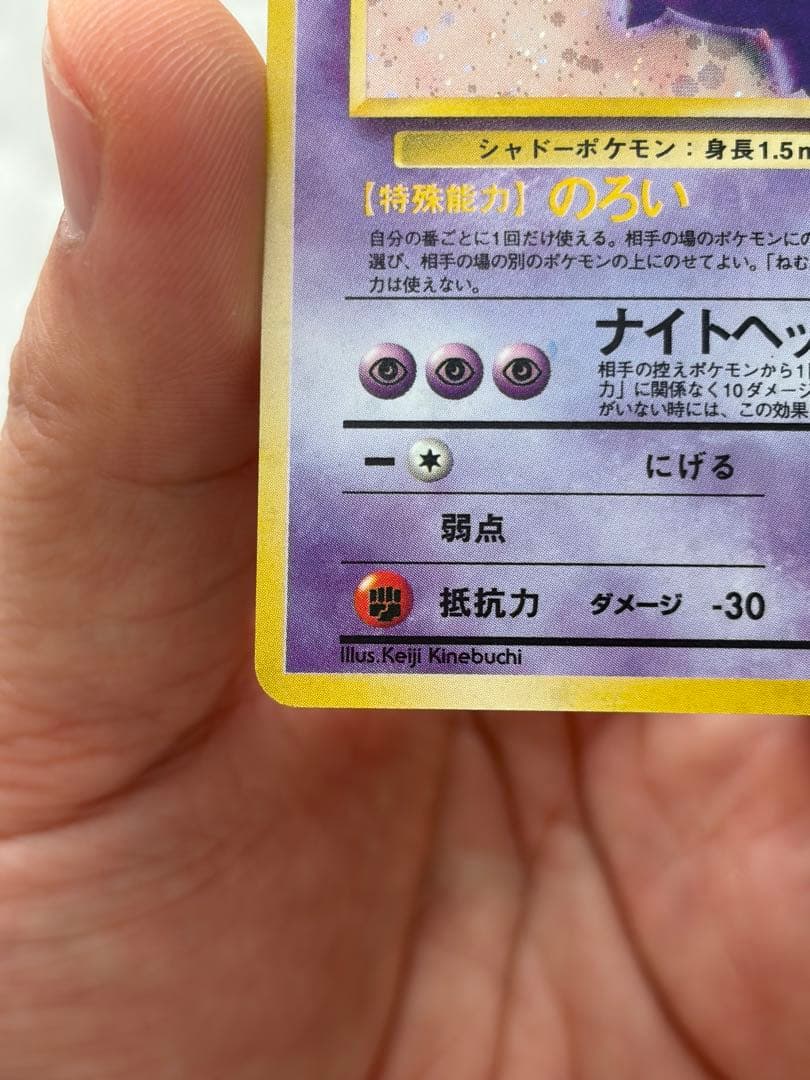 シャドーポケモン：身長1.5m
【特殊能力】 のろい
自分の番ごとに1回だけ使える。相手の場のポケモンにの
選び、相手の場の別のポケモンの上にのせてよい。「ねむ
力は使えない。
ナイトヘッ
相手の控えポケモンから1
力」に関係なく10ダメージ
がいない時には、この効果
ー にげる
弱点
抵抗力 ダメージ -30
Illus.Keiji Kinebuchi